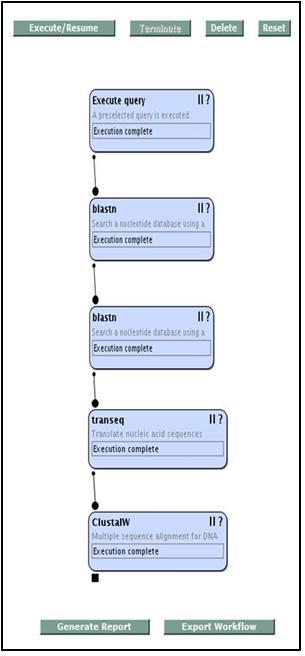 Execute/Resume Terminate Delete Reset
Execute query II ?
A preselected query is executed.
Execution complete
blastn II ?
Search a nucleotide database using a
Execution complete
blastn II ?
Search a nucleotide database using a
Execution complete
transeq II ?
Translate nucleic acid sequences
Execution complete
ClustalW II ?
Multiple sequence alignment for DNA
Execution complete
Generate Report Export Workflow